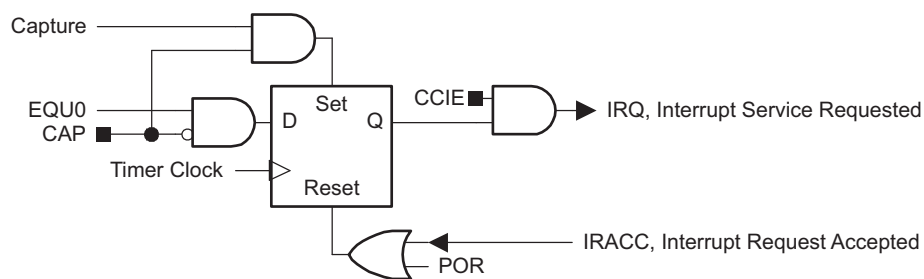 Capture
EQU0
CAP
Timer Clock
Set
D
Q
Reset
CCIE
IRQ, Interrupt Service Requested
IRACC, Interrupt Request Accepted
POR